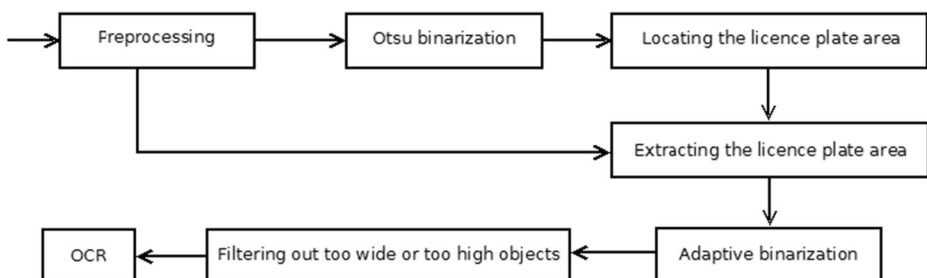 Freprocessing
Otsu binarization
Locating the licence plate area
Extracting the licence plate area
Adaptive binarization
Filtering out too wide or too high objects
OCR